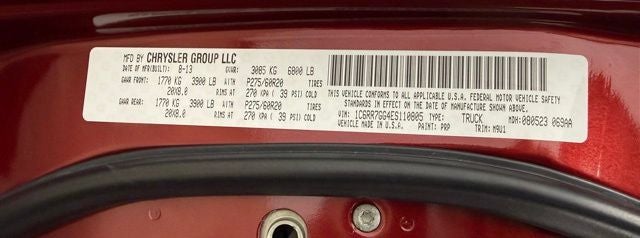 MFD BY CHRYSLER GROUP LLC
DATE OF MFR(BUILT): 8-13 GVWR: 3085 KG 6800 LB
GAWR FRONT: 1770 KG 3900 LB WITH P275/60R20 TIRES
20X8.0 RIMS AT 270 KPA ( 39 PSI) COLD
GAWR REAR: 1770 KG 3900 LB WITH P275/60R20 TIRES
20X8.0 RIMS AT 270 KPA ( 39 PSI) COLD
THIS VEHICLE CONFORMS TO ALL APPLICABLE U.S.A. FEDERAL MOTOR VEHICLE SAFETY
STANDARDS IN EFFECT ON THE DATE OF MANUFACTURE SHOWN ABOVE.
VIN: 1C6RR7GG4ES110805 TYPE: TRUCK MDH: 080523 069AA
VEHICLE MADE IN U.S.A. PAINT: PRP TRIM: M9U1